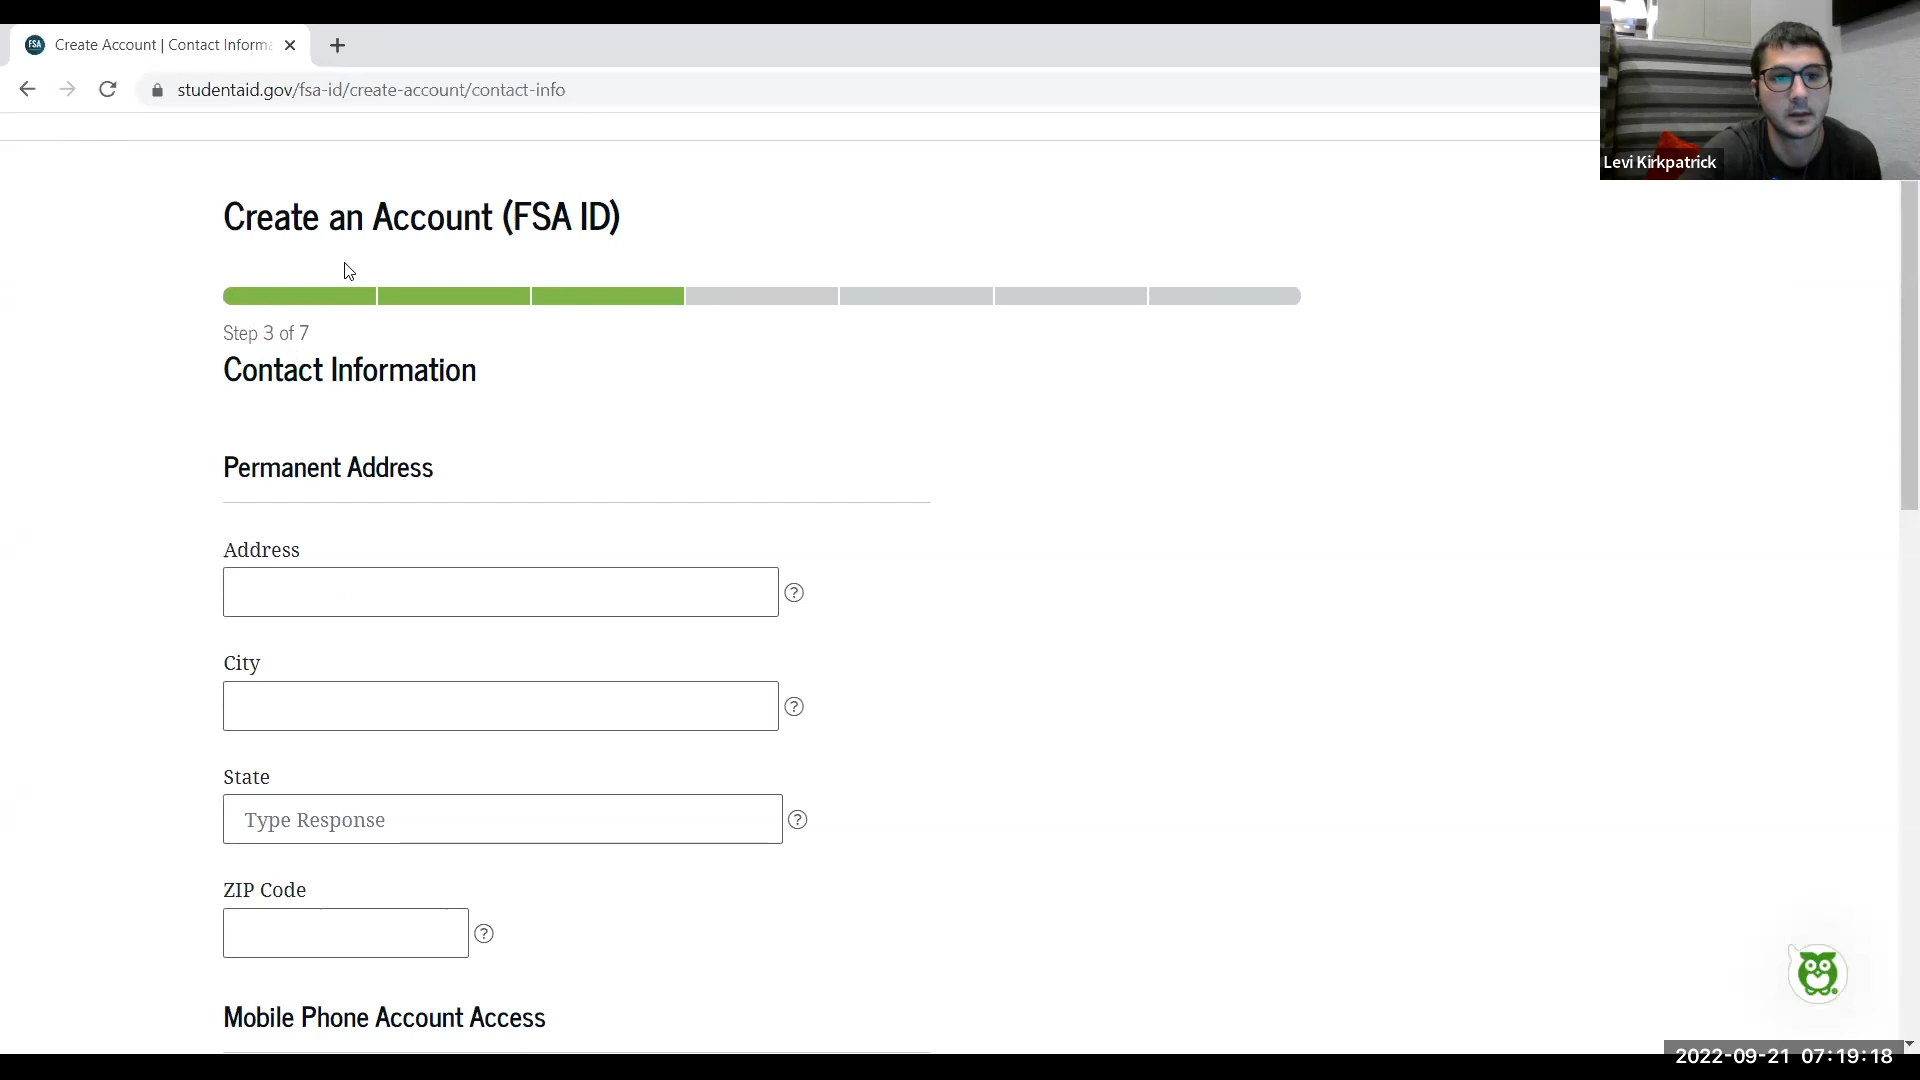 FSA
Create Account | Contact Informa
studentaid.gov/fsa-id/create-account/contact-info
Levi Kirkpatrick
Create an Account (FSA ID)
Step 3 of 7
Contact Information
Permanent Address
Address
?
City
?
State
Type Response
?
ZIP Code
?
Mobile Phone Account Access
2022-09-21 07:19:18